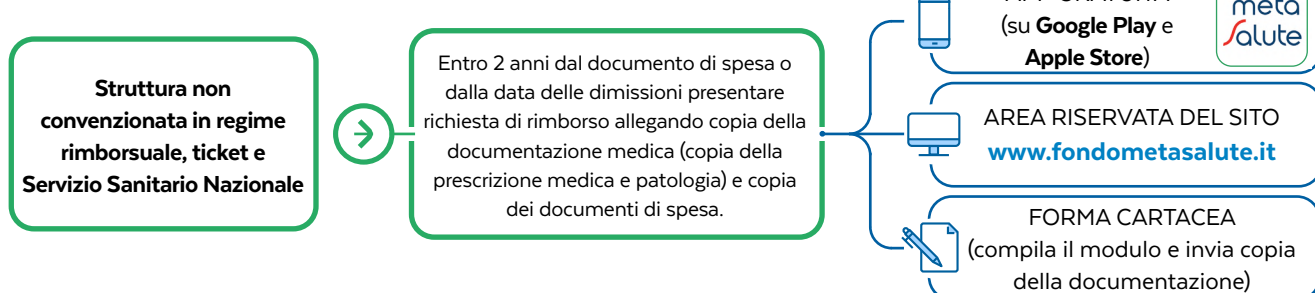 Struttura non
convenzionata in regime
rimborsuale, ticket e
Servizio Sanitario Nazionale
Entro 2 anni dal documento di spesa o
dalla data delle dimissioni presentare
richiesta di rimborso allegando copia della
documentazione medica (copia della
prescrizione medica e patologia) e copia
dei documenti di spesa.
(su Google Play e
Apple Store)
meta
Salute
AREA RISERVATA DEL SITO
www.fondometasalute.it
FORMA CARTACEA
(compila il modulo e invia copia
della documentazione)